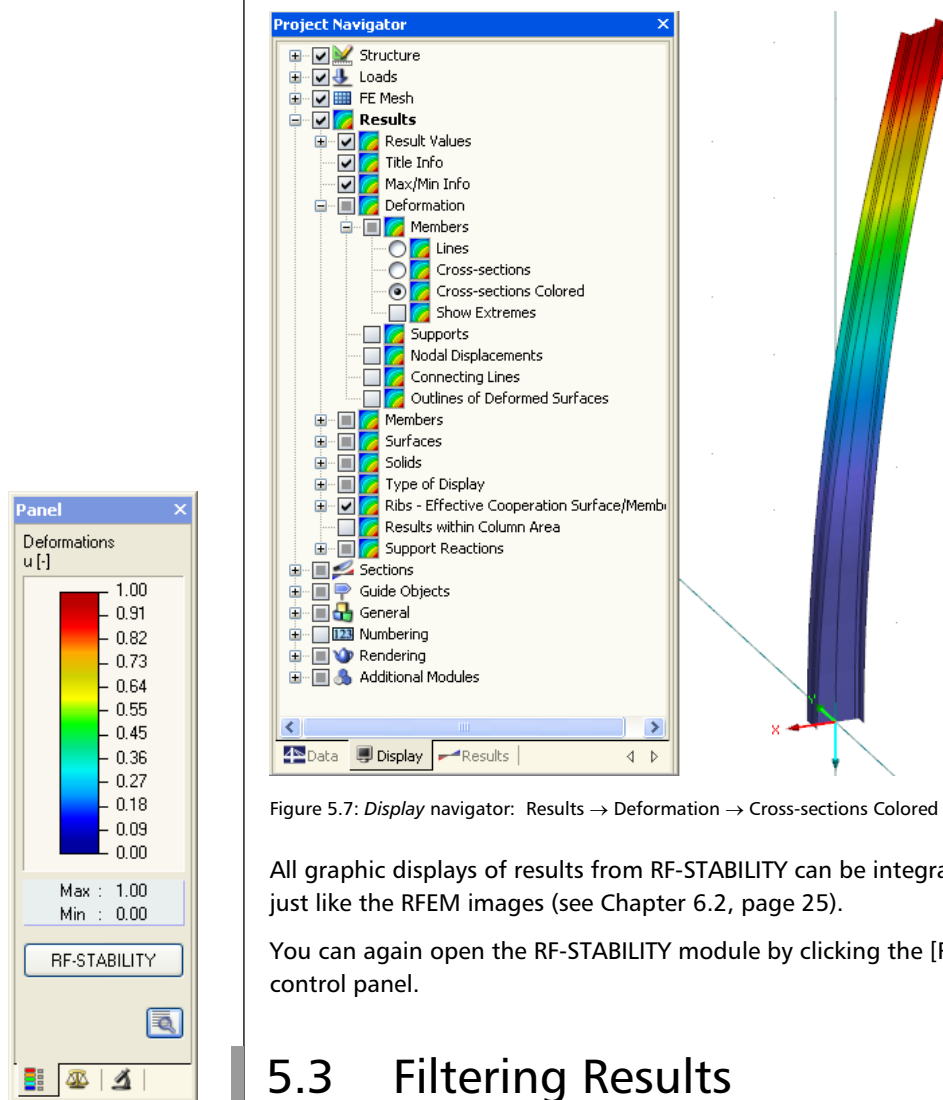 Project Navigator
Structure
Loads
FE Mesh
Results
Result Values
Title Info
Max/Min Info
Deformation
Members
Lines
Cross-sections
Cross-sections Colored
Show Extremes
Supports
Nodal Displacements
Connecting Lines
Outlines of Deformed Surfaces
Members
Surfaces
Solids
Type of Display
Ribs - Effective Cooperation Surface/Memb
Results within Column Area
Support Reactions
Sections
Guide Objects
General
123 Numbering
Rendering
Additional Modules
Data Display Results
X
Panel
Deformations
u [-]
1.00
0.91
0.82
0.73
0.64
0.55
0.45
0.36
0.27
0.18
0.09
0.00
Max : 1.00
Min : 0.00
RF-STABILITY
Figure 5.7: Display navigator: Results → Deformation → Cross-sections Colored
All graphic displays of results from RF-STABILITY can be integra
just like the RFEM images (see Chapter 6.2, page 25).
You can again open the RF-STABILITY module by clicking the [F
control panel.
5.3 Filtering Results